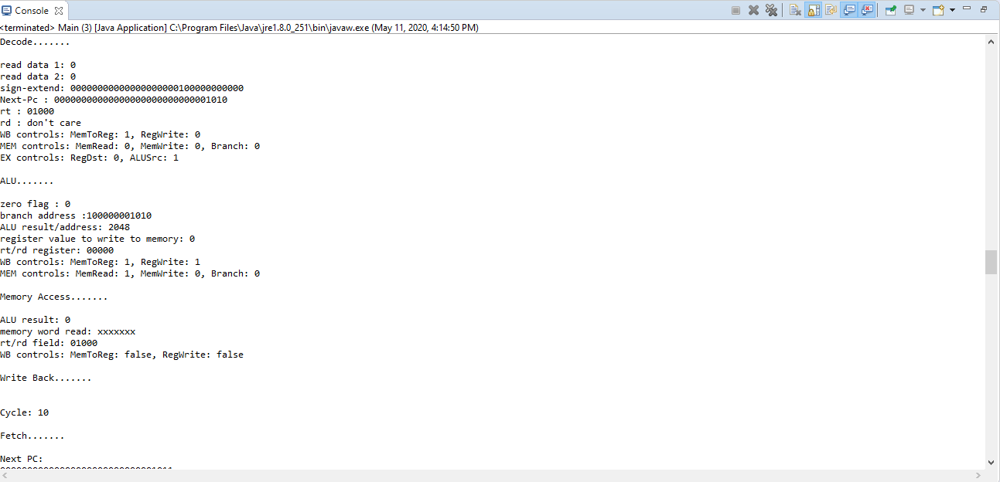 Console
<terminated> Main (3) [Java Application] C:\Program Files\Java\jre1.8.0_251\bin\javaw.exe (May 11, 2020, 4:14:50 PM)
Decode.......
read data 1: 0
read data 2: 0
sign-extend: 00000000000000000000100000000000
Next-Pc : 00000000000000000000000000001010
rt : 01000
rd : don't care
WB controls: MemToReg: 1, RegWrite: 0
MEM controls: MemRead: 0, MemWrite: 0, Branch: 0
EX controls: RegDst: 0, ALUSrc: 1
ALU.......
zero flag : 0
branch address :100000001010
ALU result/address: 2048
register value to write to memory: 0
rt/rd register: 00000
WB controls: MemToReg: 1, RegWrite: 1
MEM controls: MemRead: 1, MemWrite: 0, Branch: 0
Memory Access.......
ALU result: 0
memory word read: xxxxxxx
rt/rd field: 01000
WB controls: MemToReg: false, RegWrite: false
Write Back.......
Cycle: 10
Fetch.......
Next PC: